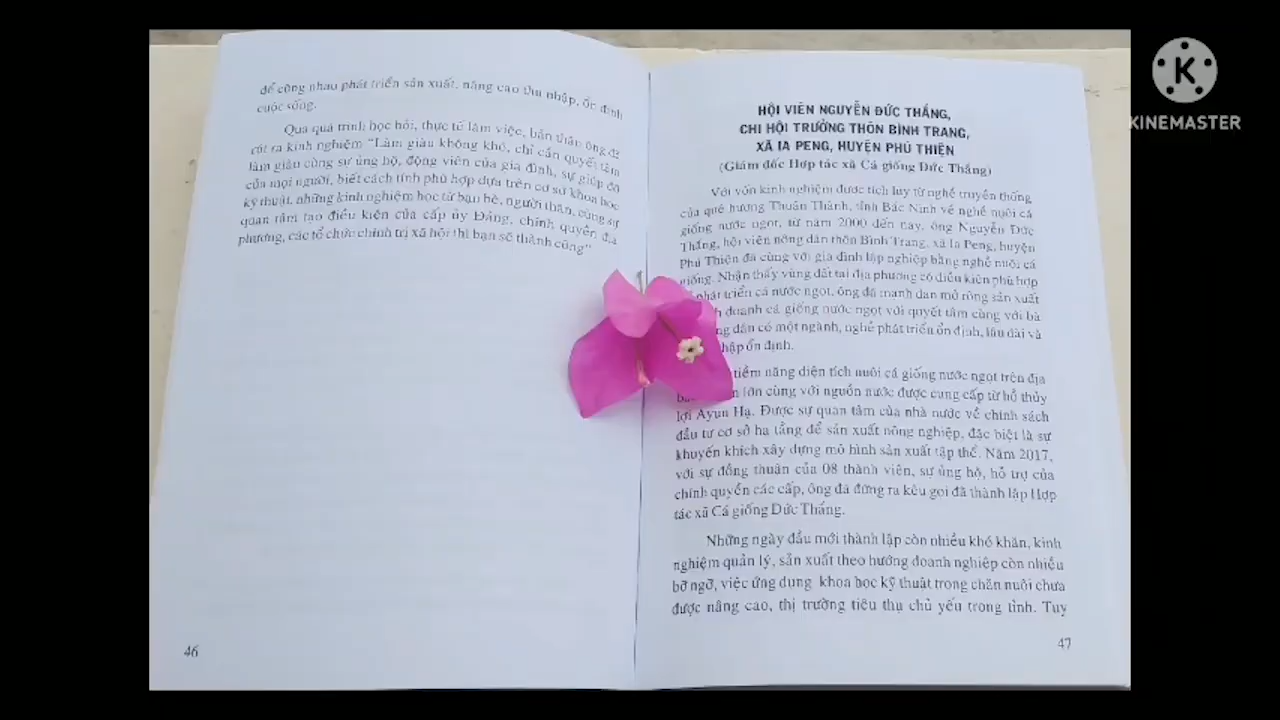 để cùng nhau phát triển sản xuất, nâng cao thu nhập, ổn định
cuộc sống.
Qua quá trình học hỏi, thực tế làm việc, bản thân ông đã
rút ra kinh nghiệm “Làm giàu không khó, chỉ cần quyết tâm
làm giàu cùng sự ủng hộ, động viên của gia đình, sự giúp đỡ
của mọi người, biết cách tính phù hợp dựa trên cơ sở khoa học
kỹ thuật, những kinh nghiệm học từ bạn bè, người thân, cùng sự
quan tâm tạo điều kiện của cấp ủy Đảng, chính quyền địa
phương, các tổ chức chính trị xã hội thì bạn sẽ thành công”
46
HỘI VIÊN NGUYỄN ĐỨC THẮNG,
CHI HỘI TRƯỞNG THÔN BÌNH TRANG,
XÃ IA PENG, HUYỆN PHÚ THIỆN
(Giám đốc Hợp tác xã Cá giống Đức Thắng)
Với vốn kinh nghiệm được tích lũy từ nghề truyền thống
của quê hương Thuận Thành, tỉnh Bắc Ninh về nghề nuôi cá
giống nước ngọt, từ năm 2000 đến nay, ông Nguyễn Đức
Thắng, hội viên nông dân thôn Bình Trang, xã Ia Peng, huyện
Phú Thiện đã cùng với gia đình lập nghiệp bằng nghề nuôi cá
giống. Nhận thấy vùng đất tại địa phương có điều kiện phù hợp
phát triển cá nước ngọt, ông đã mạnh dạn mở rộng sản xuất
doanh cá giống nước ngọt với quyết tâm cùng với bà
dân có một ngành, nghề phát triển ổn định, lâu dài và
nhập ổn định.
tiềm năng diện tích nuôi cá giống nước ngọt trên địa
lớn cùng với nguồn nước được cung cấp từ hồ thủy
lợi Ayun Hạ. Được sự quan tâm của nhà nước về chính sách
đầu tư cơ sở hạ tầng để sản xuất nông nghiệp, đặc biệt là sự
khuyến khích xây dựng mô hình sản xuất tập thể. Năm 2017,
với sự đồng thuận của 08 thành viên, sự ủng hộ, hỗ trợ của
chính quyền các cấp, ông đã đứng ra kêu gọi đã thành lập Hợp
tác xã Cá giống Đức Thắng.
Những ngày đầu mới thành lập còn nhiều khó khăn, kinh
nghiệm quản lý, sản xuất theo hướng doanh nghiệp còn nhiều
bỡ ngỡ, việc ứng dụng khoa học kỹ thuật trong chăn nuôi chưa
được nâng cao, thị trường tiêu thụ chủ yếu trong tỉnh. Tuy
47
K
KINEMASTER